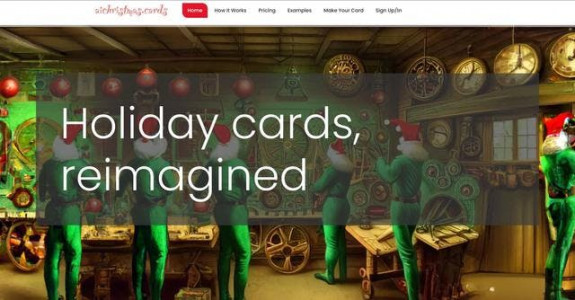 aichristmas.cards
Home How It Works Pricing Examples Make Your Card Sign Up/In
Holiday cards,
reimagined